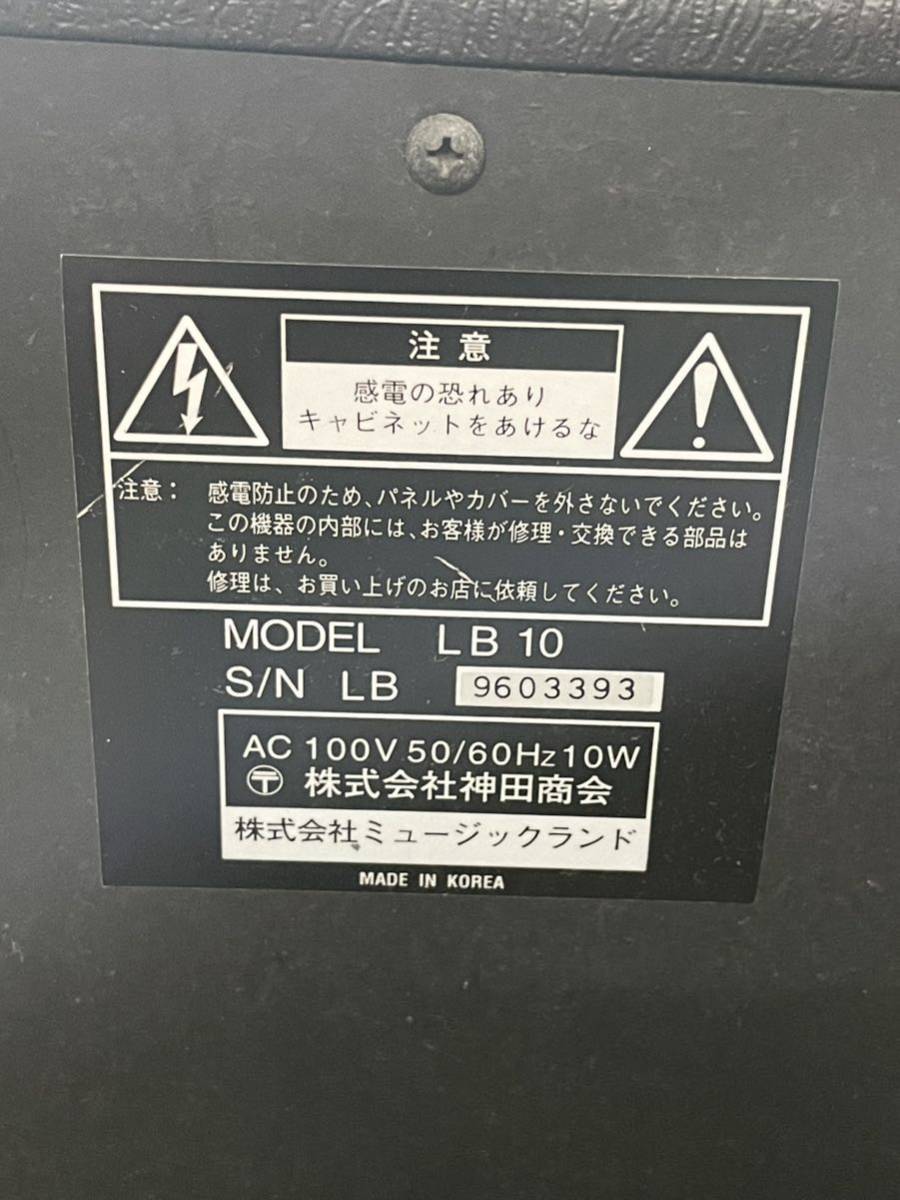 注意
感電の恐れあり
キャビネットをあけるな
注意： 感電防止のため、パネルやカバーを外さないでください。
この機器の内部には、お客様が修理・交換できる部品は
ありません。
修理は、お買い上げのお店に依頼してください。
MODEL LB 10
S/N LB 9603393
AC 100V 50/60Hz 10W
〶 株式会社神田商会
株式会社ミュージックランド
MADE IN KOREA